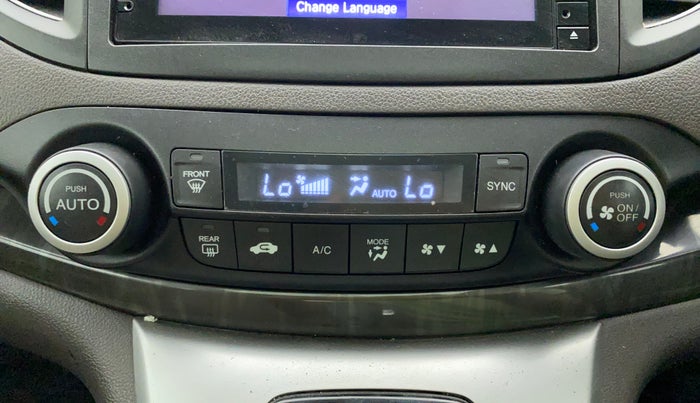 Change Language
FRONT
Lo AUTO Lo
SYNC
PUSH
AUTO
PUSH
ON/
OFF
REAR
A/C
MODE